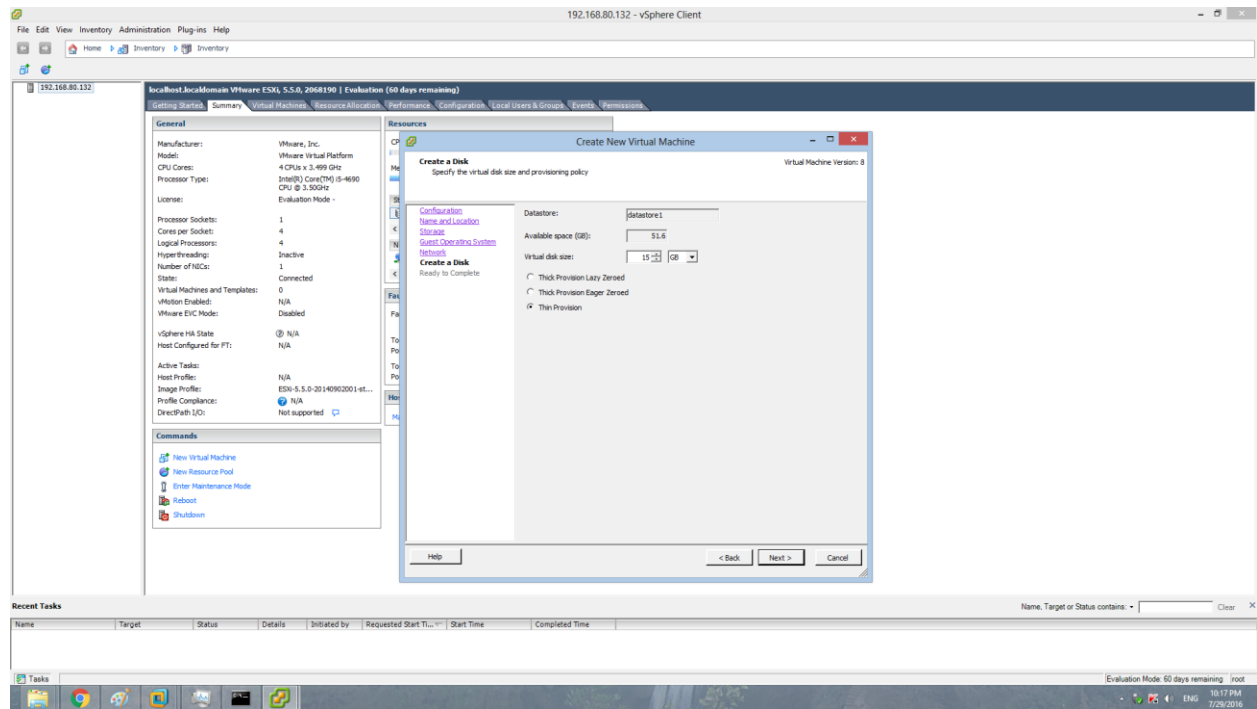 192.168.80.132 - vSphere Client
File Edit View Inventory Administration Plug-ins Help
Home Inventory Inventory
192.168.80.132
localhost.localdomain VMware ESXi, 5.5.0, 2068190 | Evaluation (60 days remaining)
Getting Started Summary Virtual Machines Resource Allocation Performance Configuration Local Users & Groups Events Permissions
General
Manufacturer: VMware, Inc.
Model: VMware Virtual Platform
CPU Cores: 4 CPUs x 3.499 GHz
Processor Type: Intel(R) Core(TM) i5-4690
CPU @ 3.50GHz
License: Evaluation Mode -
Processor Sockets: 1
Cores per Socket: 4
Logical Processors: 4
Hyperthreading: Inactive
Number of NICs: 1
State: Connected
Virtual Machines and Templates: 0
vMotion Enabled: N/A
VMware EVC Mode: Disabled
vSphere HA State N/A
Host Configured for FT: N/A
Active Tasks:
Host Profile: N/A
Image Profile: ESXi-5.5.0-20140902001-st...
Profile Compliance: N/A
DirectPath I/O: Not supported
Commands
New Virtual Machine
New Resource Pool
Enter Maintenance Mode
Reboot
Shutdown
Resources
Create New Virtual Machine
Create a Disk
Specify the virtual disk size and provisioning policy
Virtual Machine Version: 8
Configuration
Name and Location
Storage
Guest Operating System
Network
Create a Disk
Ready to Complete
Datastore: datastore1
Available space (GB): 51.6
Virtual disk size: 15 GB
Thick Provision Lazy Zeroed
Thick Provision Eager Zeroed
Thin Provision
Help < Back Next > Cancel
Recent Tasks
Name, Target or Status contains: Clear
Name Target Status Details Initiated by Requested Start Ti... Start Time Completed Time
Tasks
Evaluation Mode: 60 days remaining root
ENG 10:17 PM
7/29/2016